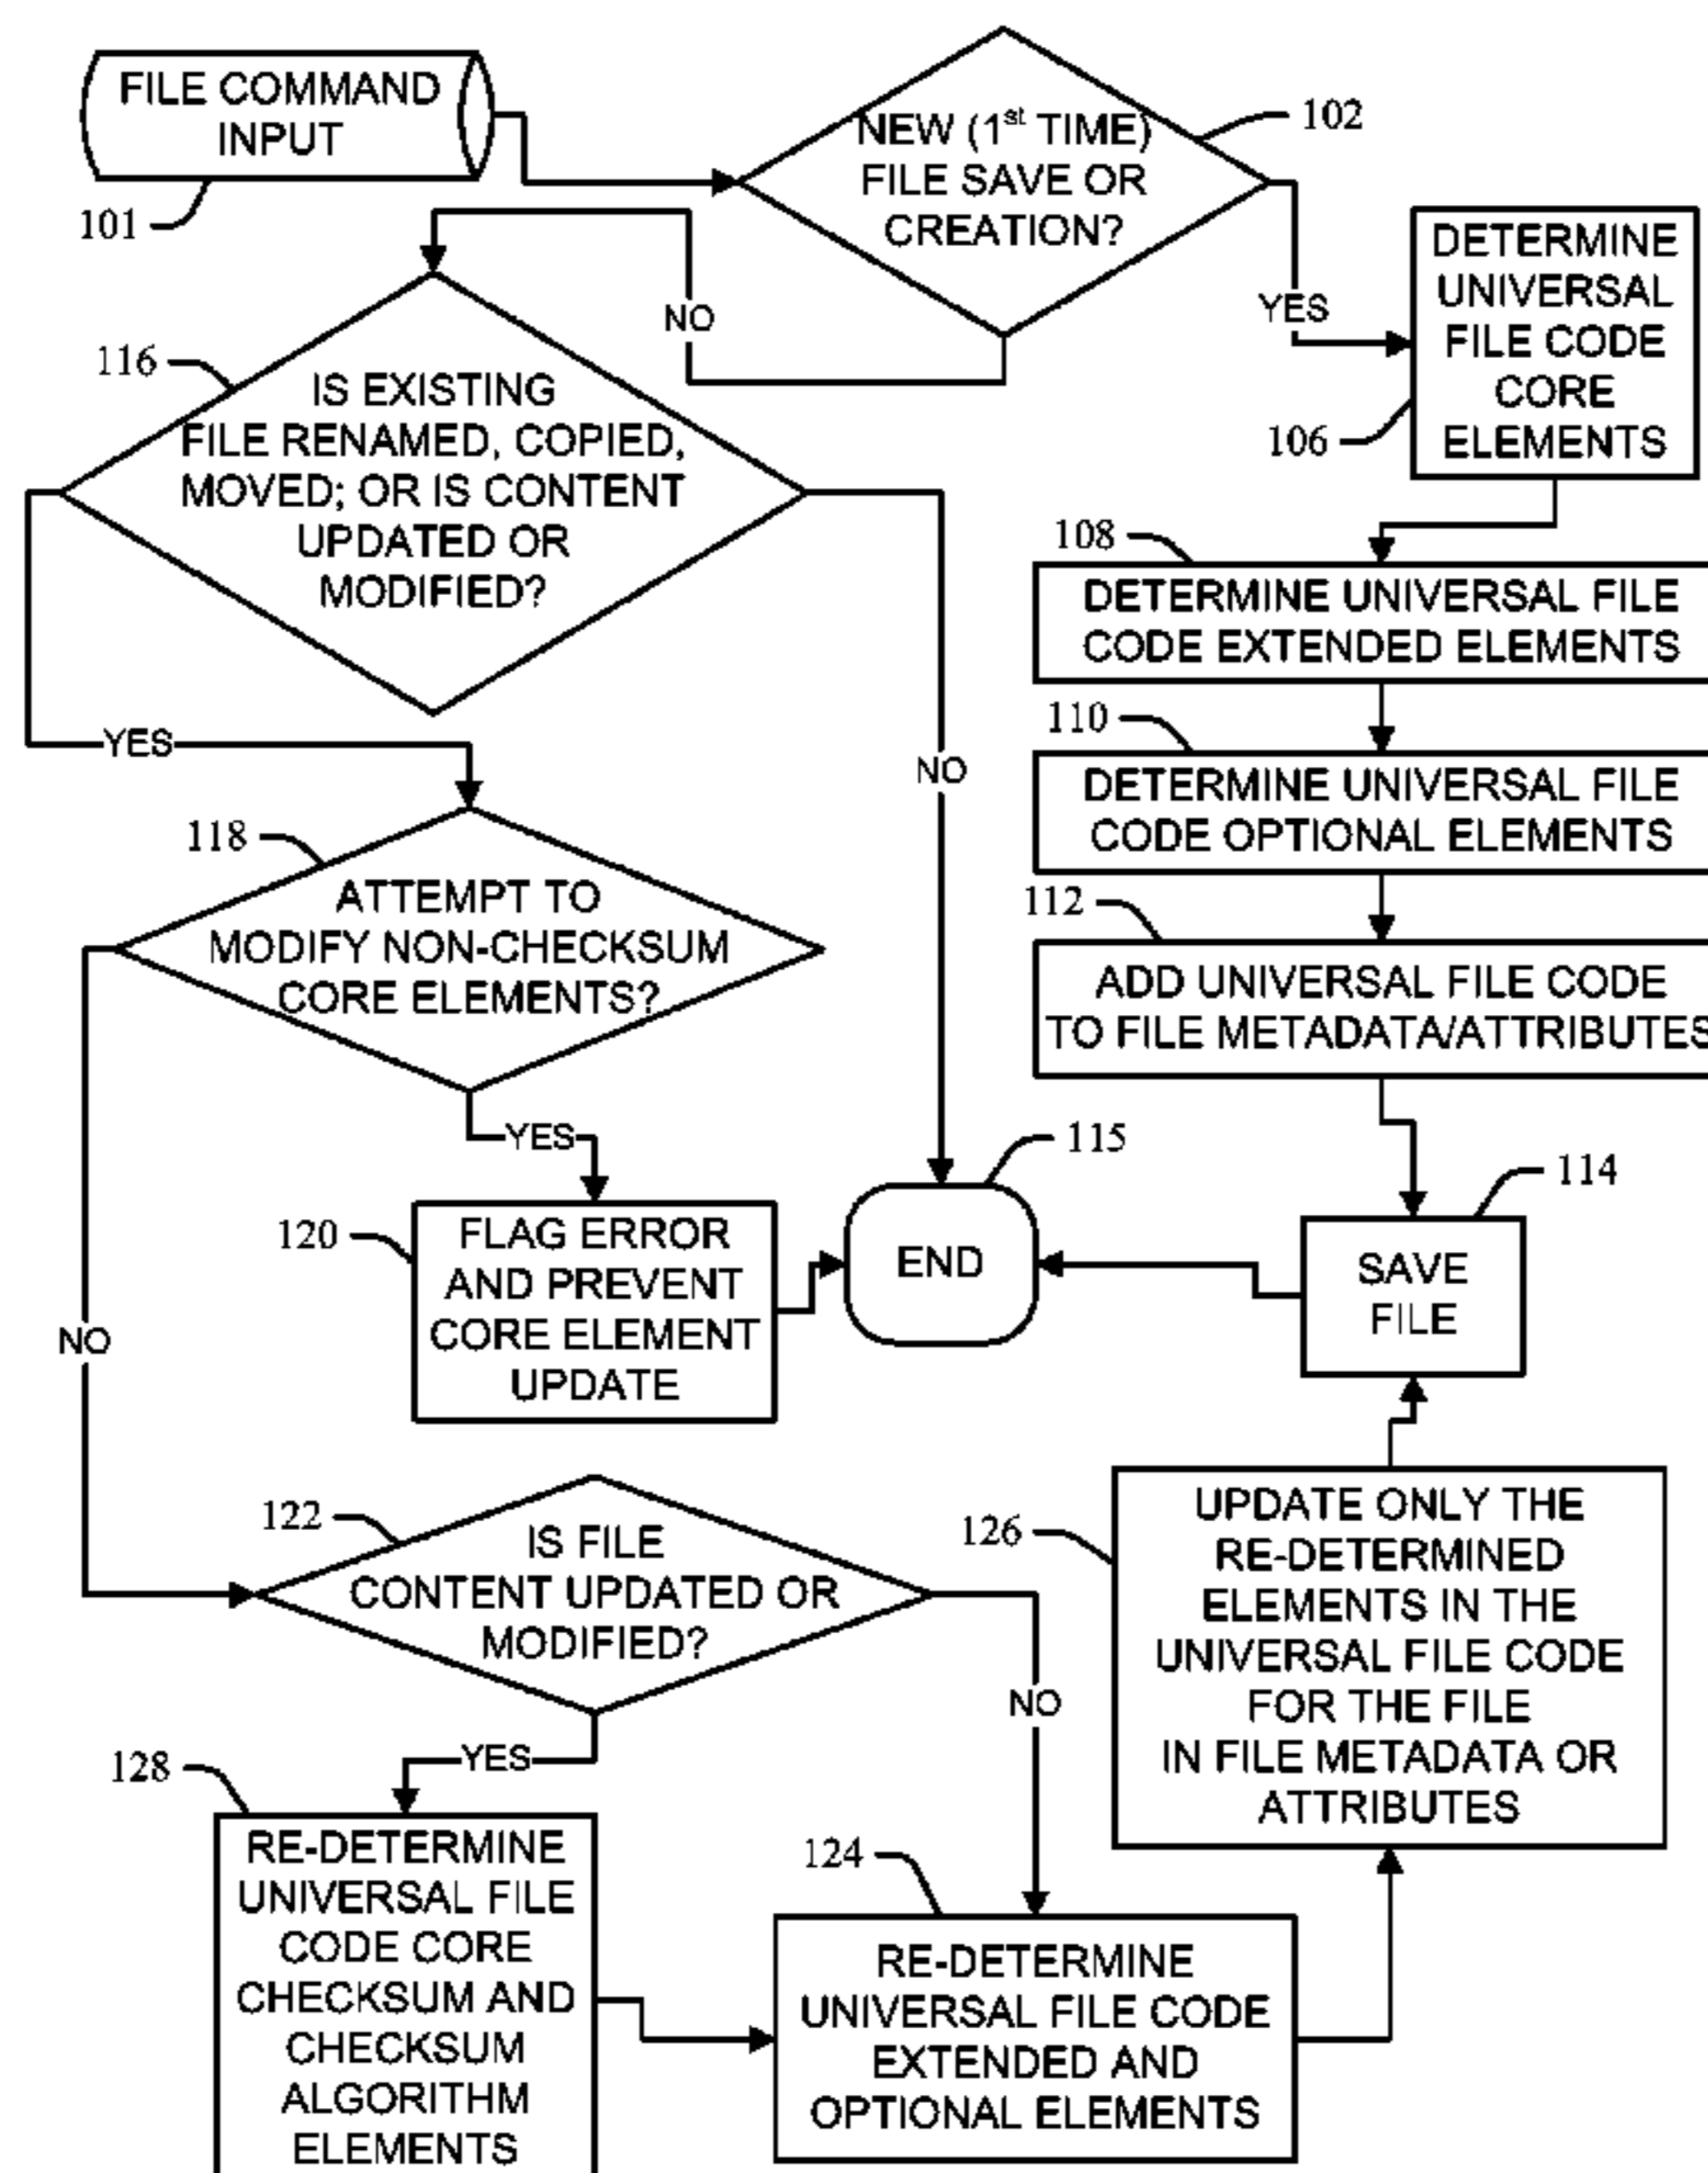 FILE COMMAND
INPUT
101
NEW (1st TIME)
FILE SAVE OR
CREATION?
102
NO
YES
DETERMINE
UNIVERSAL
FILE CODE
CORE
ELEMENTS
106
116
IS EXISTING
FILE RENAMED, COPIED,
MOVED; OR IS CONTENT
UPDATED OR
MODIFIED?
YES
NO
108
DETERMINE UNIVERSAL FILE
CODE EXTENDED ELEMENTS
110
DETERMINE UNIVERSAL FILE
CODE OPTIONAL ELEMENTS
112
ADD UNIVERSAL FILE CODE
TO FILE METADATA/ATTRIBUTES
118
ATTEMPT TO
MODIFY NON-CHECKSUM
CORE ELEMENTS?
YES
NO
120
FLAG ERROR
AND PREVENT
CORE ELEMENT
UPDATE
115
END
114
SAVE
FILE
122
IS FILE
CONTENT UPDATED OR
MODIFIED?
YES
NO
126
UPDATE ONLY THE
RE-DETERMINED
ELEMENTS IN THE
UNIVERSAL FILE CODE
FOR THE FILE
IN FILE METADATA OR
ATTRIBUTES
128
RE-DETERMINE
UNIVERSAL FILE
CODE CORE
CHECKSUM AND
CHECKSUM
ALGORITHM
ELEMENTS
124
RE-DETERMINE
UNIVERSAL FILE CODE
EXTENDED AND
OPTIONAL ELEMENTS